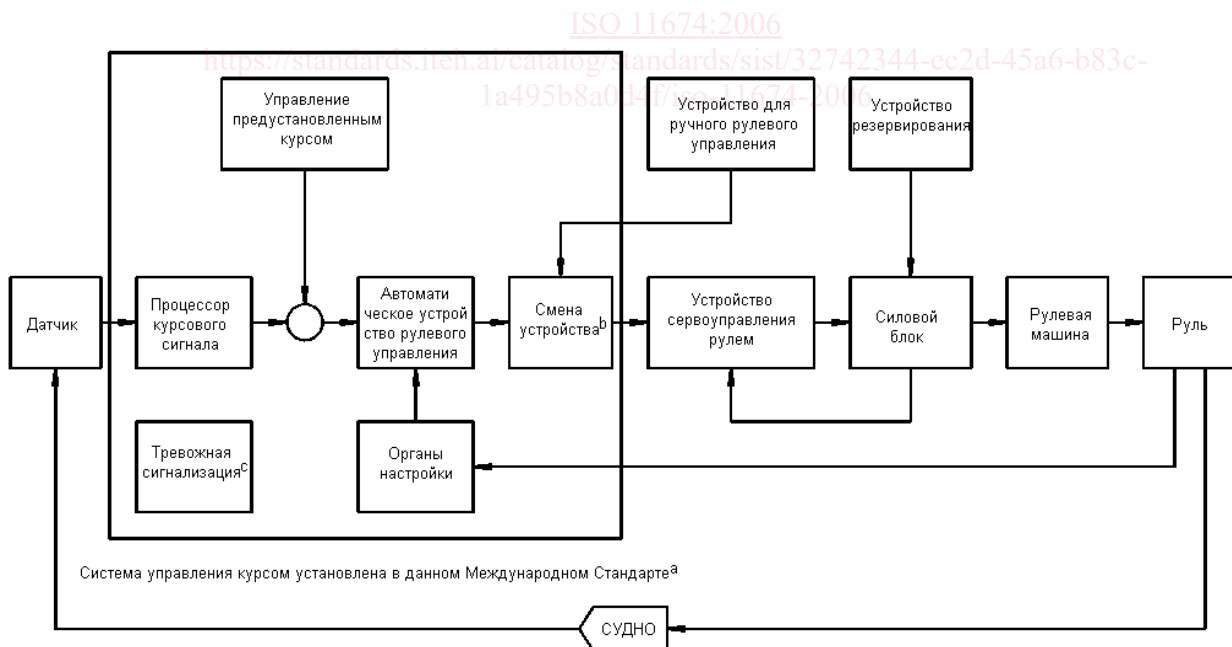 ISO 11674:2006
https://standards.iteh.ai/catalog/standards/sist/32742344-ec2d-45a6-b83c-
1a495b8a0d4f/iso-11674-2006
Управление
предустановленным
курсом
Устройство для
ручного рулевого
управления
Устройство
резервирования
Датчик
Процессор
курсового
сигнала
Автомати
ческое устрой
ство рулевого
управления
Смена
устройстваb
Устройство
сервоуправления
рулем
Силовой
блок
Рулевая
машина
Руль
Тревожная
сигнализацияc
Органы
настройки
Система управления курсом установлена в данном Международном Стандартеa
СУДНО